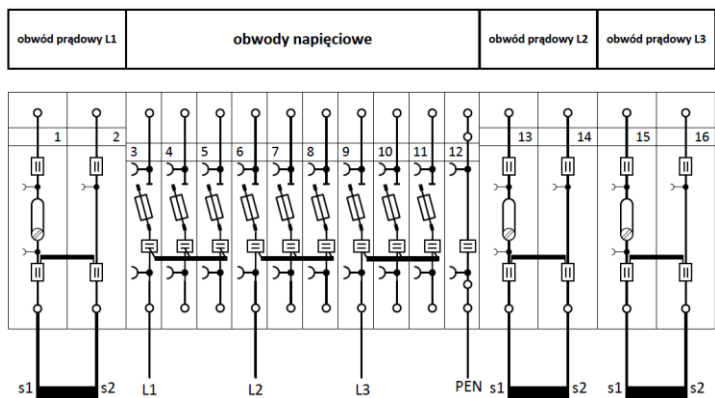 obwód prądowy L1 obwody napięciowe obwód prądowy L2 obwód prądowy L3
1 2 3 4 5 6 7 8 9 10 11 12 13 14 15 16
s1 s2 L1 L2 L3 PEN s1 s2 s1 s2